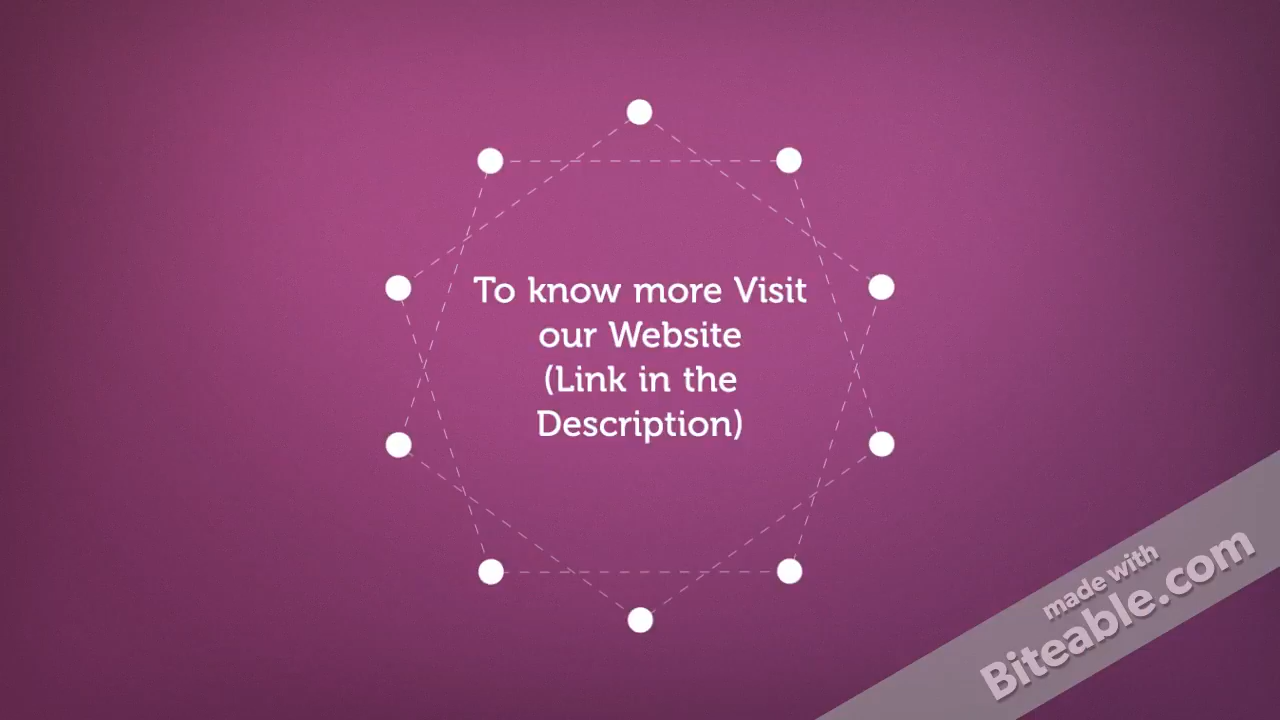 To know more Visit
our Website
(Link in the
Description)
made with
Biteable.com